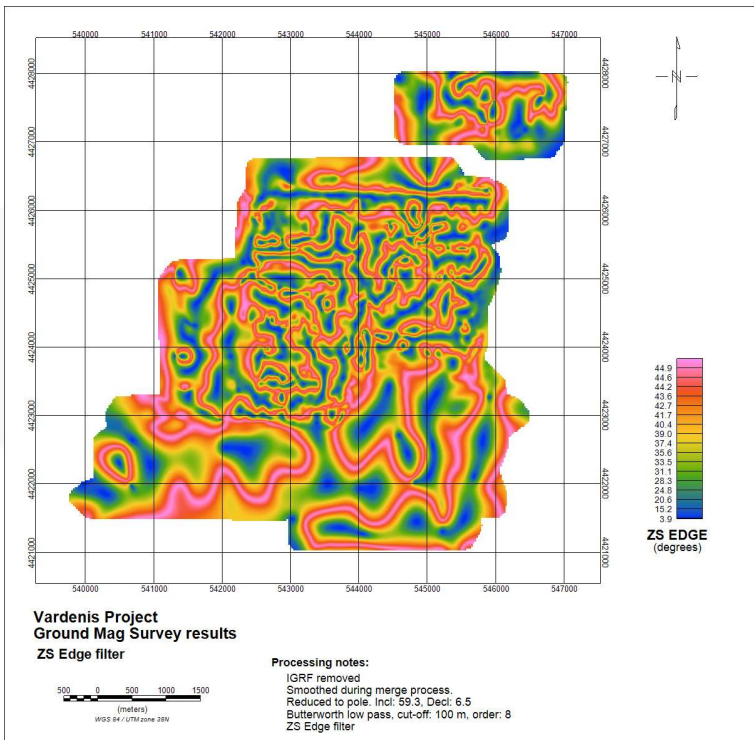 540000 541000 542000 543000 544000 545000 546000 547000
4428000 4428000
4427000 4427000
4426000 4426000
4425000 4425000
4424000 4424000
4423000 4423000
4422000 4422000
4421000 4421000
540000 541000 542000 543000 544000 545000 546000 547000
N
44.9
44.6
44.2
43.6
42.7
41.7
40.5
39.0
37.4
35.6
33.5
31.1
28.3
24.8
20.6
15.2
3.9
ZS EDGE
(degrees)
Vardenis Project
Ground Mag Survey results
ZS Edge filter
500 0 500 1000 1500
(meters)
WGS 84 / UTM zone 38N
Processing notes:
IGRF removed
Smoothed during merge process.
Reduced to pole. Incl: 59.3, Decl: 6.5
Butterworth low pass, cut-off: 100 m, order: 8
ZS Edge filter